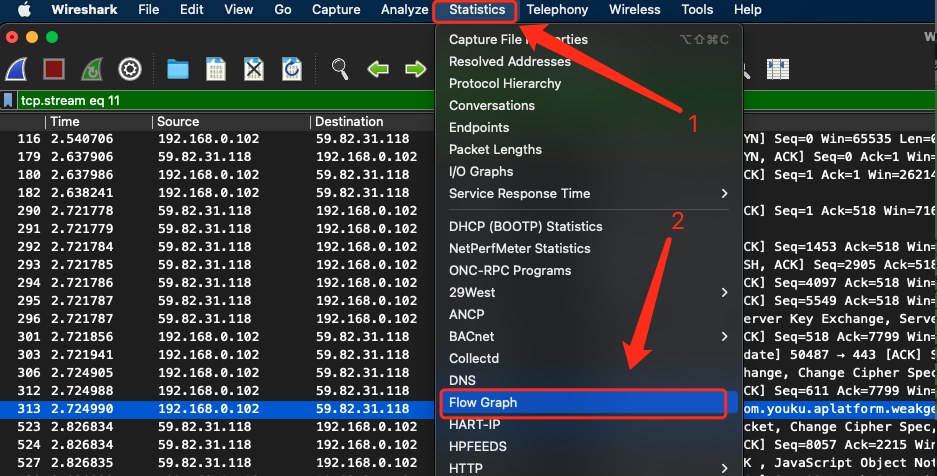 Wireshark File Edit View Go Capture Analyze Statistics Telephony Wireless Tools Help
W
tcp.stream eq 11
Time Source Destination
116 2.540706 192.168.0.102 59.82.31.118 YN] Seq=0 Win=65535 Len=0
179 2.637906 59.82.31.118 192.168.0.102 YN, ACK] Seq=0 Ack=1 Win=
180 2.637986 192.168.0.102 59.82.31.118 CK] Seq=1 Ack=1 Win=26214
182 2.638241 192.168.0.102 59.82.31.118
290 2.721778 59.82.31.118 192.168.0.102 CK] Seq=1 Ack=518 Win=716
291 2.721779 59.82.31.118 192.168.0.102
292 2.721784 59.82.31.118 192.168.0.102 CK] Seq=1453 Ack=518 Win=
293 2.721785 59.82.31.118 192.168.0.102 SH, ACK] Seq=2905 Ack=518
294 2.721786 59.82.31.118 192.168.0.102 CK] Seq=4097 Ack=518 Win=
295 2.721787 59.82.31.118 192.168.0.102 CK] Seq=5549 Ack=518 Win=
296 2.721787 59.82.31.118 192.168.0.102 erver Key Exchange, Serve
301 2.721856 192.168.0.102 59.82.31.118 CK] Seq=518 Ack=7799 Win=
303 2.721941 192.168.0.102 59.82.31.118 date] 50487 → 443 [ACK] S
306 2.724905 192.168.0.102 59.82.31.118 hange, Change Cipher Spec
312 2.724988 192.168.0.102 59.82.31.118 CK] Seq=611 Ack=7799 Win=
313 2.724990 192.168.0.102 59.82.31.118 om.youku.aplatform.weakge
523 2.826834 59.82.31.118 192.168.0.102 cket, Change Cipher Spec,
524 2.826834 59.82.31.118 192.168.0.102 CK] Seq=8057 Ack=2215 Win
527 2.826835 59.82.31.118 192.168.0.102 K , JavaScript Object Not
Capture File Properties ⌥⇧⌘C
Resolved Addresses
Protocol Hierarchy
Conversations
Endpoints
Packet Lengths
I/O Graphs
Service Response Time
DHCP (BOOTP) Statistics
NetPerfMeter Statistics
ONC-RPC Programs
29West
ANCP
BACnet
Collectd
DNS
Flow Graph
HART-IP
HPFEEDS
HTTP
1
2